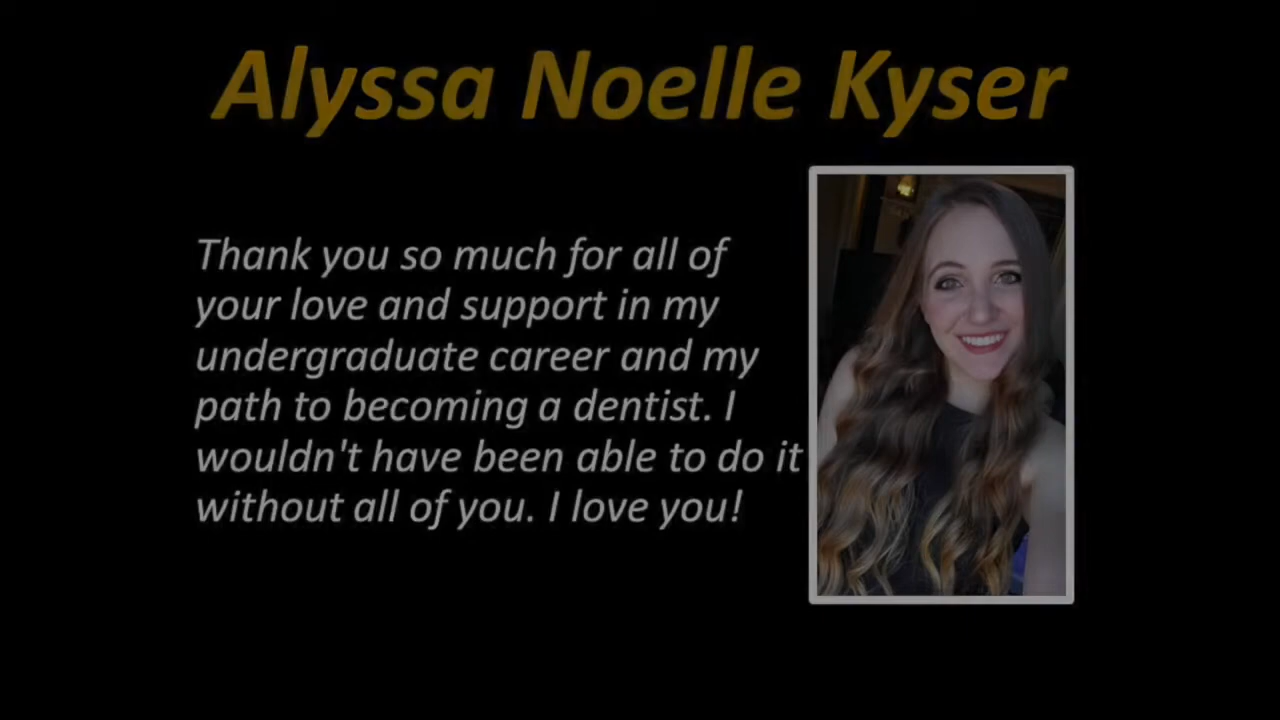 Alyssa Noelle Kyser
Thank you so much for all of
your love and support in my
undergraduate career and my
path to becoming a dentist. I
wouldn't have been able to do it
without all of you. I love you!